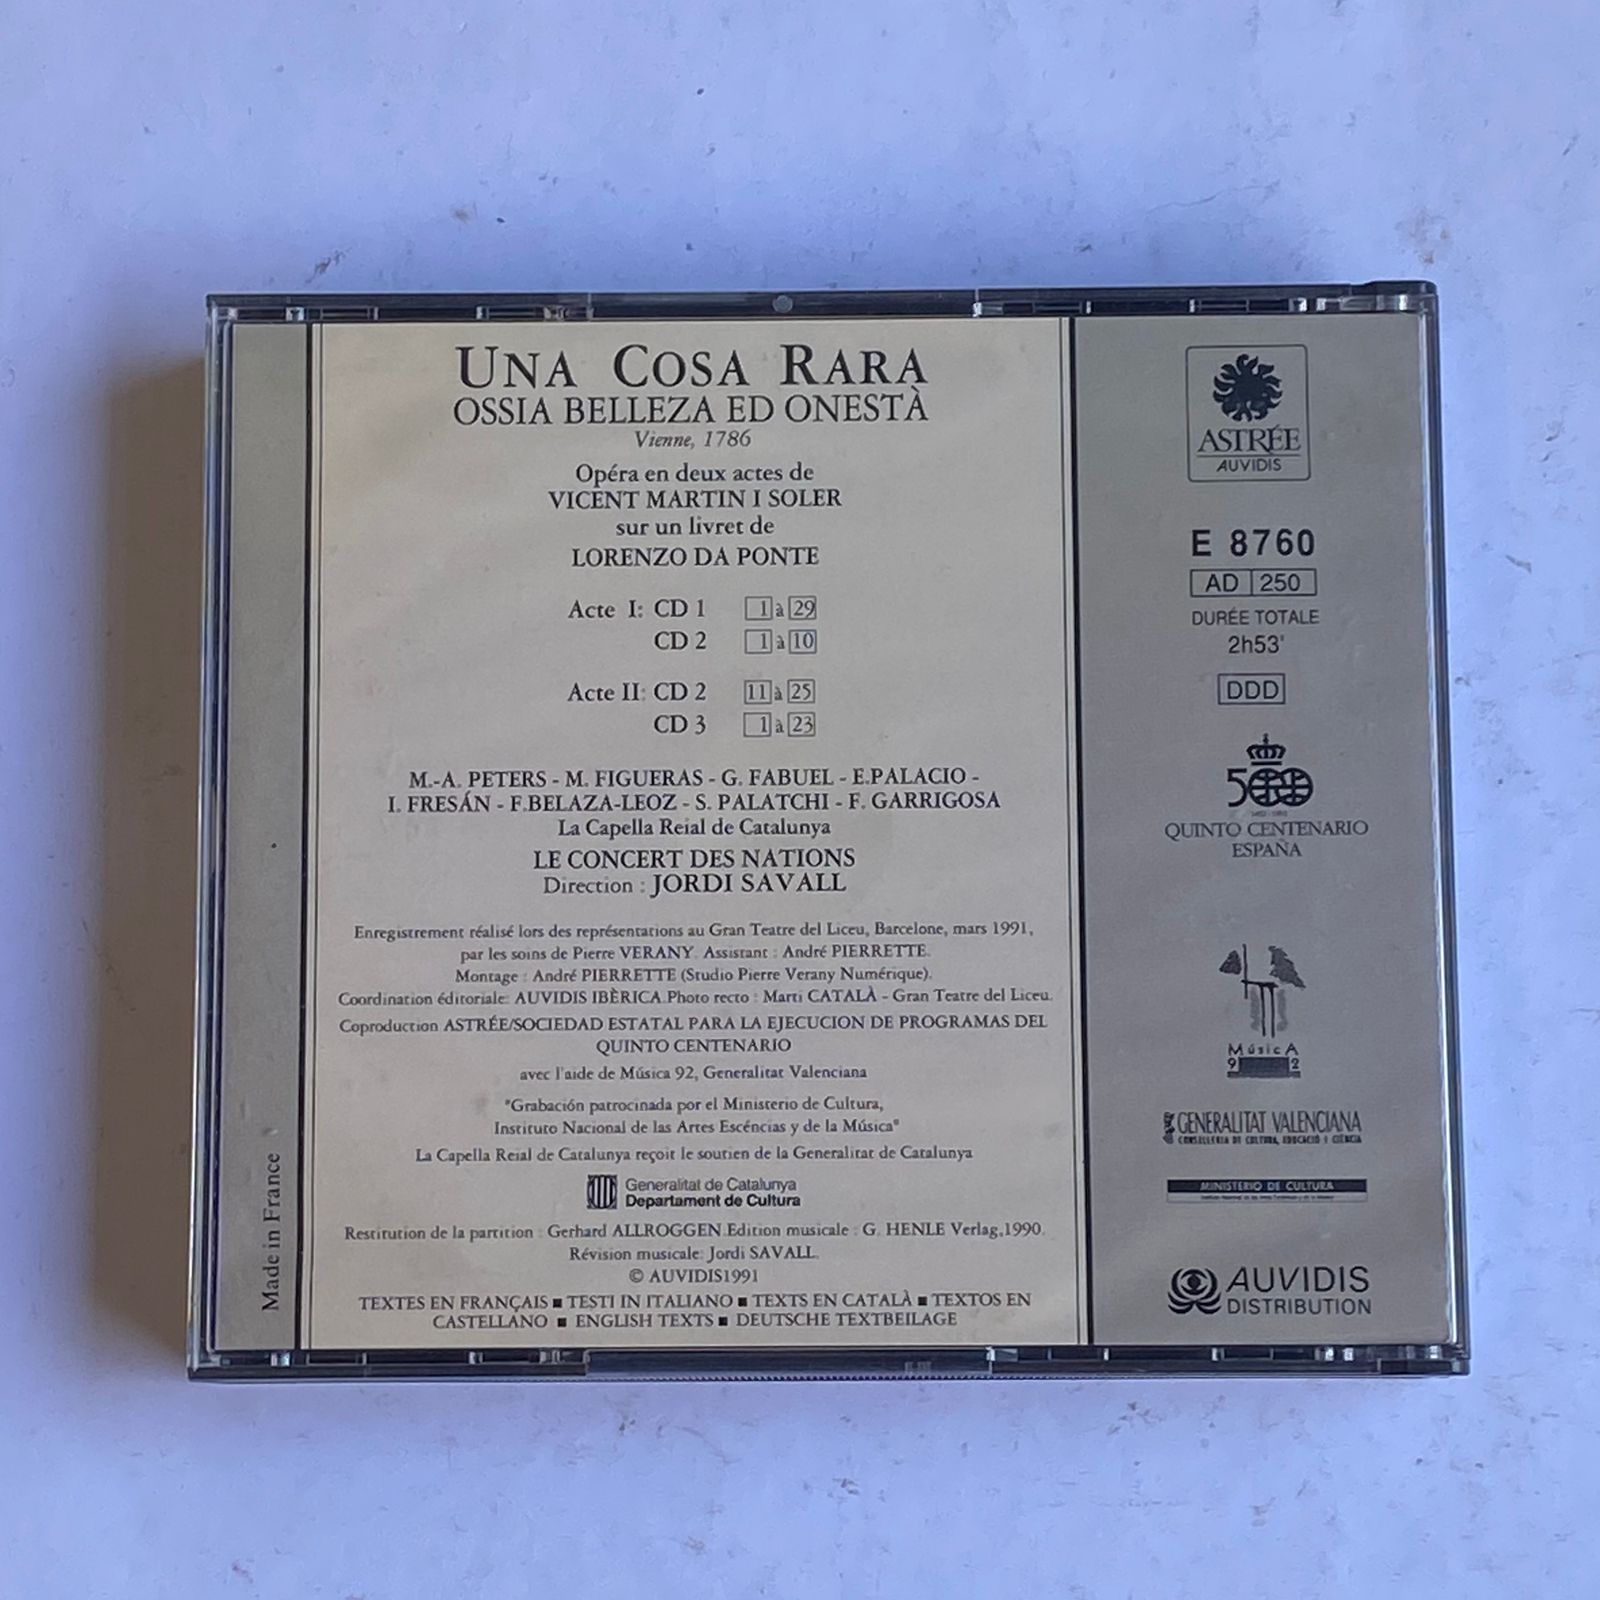 UNA COSA RARA
OSSIA BELLEZA ED ONESTÀ
Vienne, 1786
Opéra en deux actes de
VICENT MARTIN I SOLER
sur un livret de
LORENZO DA PONTE
Acte I: CD 1 1 à 29
CD 2 1 à 10
Acte II: CD 2 11 à 25
CD 3 1 à 23
M.-A. PETERS - M. FIGUERAS - G. FABUEL - E.PALACIO -
I. FRESÁN - F.BELAZA-LEOZ - S. PALATCHI - F. GARRIGOSA
La Capella Reial de Catalunya
LE CONCERT DES NATIONS
Direction : JORDI SAVALL
Enregistrement réalisé lors des représentations au Gran Teatre del Liceu, Barcelone, mars 1991,
par les soins de Pierre VERANY. Assistant : André PIERRETTE.
Montage : André PIERRETTE (Studio Pierre Verany Numérique).
Coordination éditoriale: AUVIDIS IBÈRICA.Photo recto : Marti CATALÀ - Gran Teatre del Liceu.
Coproduction ASTRÉE/SOCIEDAD ESTATAL PARA LA EJECUCION DE PROGRAMAS DEL
QUINTO CENTENARIO
avec l'aide de Música 92, Generalitat Valenciana
"Grabación patrocinada por el Ministerio de Cultura,
Instituto Nacional de las Artes Escéncias y de la Música"
La Capella Reial de Catalunya reçoit le soutien de la Generalitat de Catalunya
Generalitat de Catalunya
Departament de Cultura
Restitution de la partition : Gerhard ALLROGGEN.Edition musicale : G. HENLE Verlag,1990.
Révision musicale: Jordi SAVALL.
© AUVIDIS1991
TEXTES EN FRANÇAIS ■ TESTI IN ITALIANO ■ TEXTS EN CATALÀ ■ TEXTOS EN
CASTELLANO ■ ENGLISH TEXTS ■ DEUTSCHE TEXTBEILAGE
Made in France
ASTRÉE
AUVIDIS
E 8760
AD 250
DURÉE TOTALE
2h53'
DDD
500
QUINTO CENTENARIO
ESPAÑA
MúsicA
9 2
GENERALITAT VALENCIANA
CONSELLERIA DE CULTURA, EDUCACIÓ I CIÈNCIA
MINISTERIO DE CULTURA
AUVIDIS
DISTRIBUTION